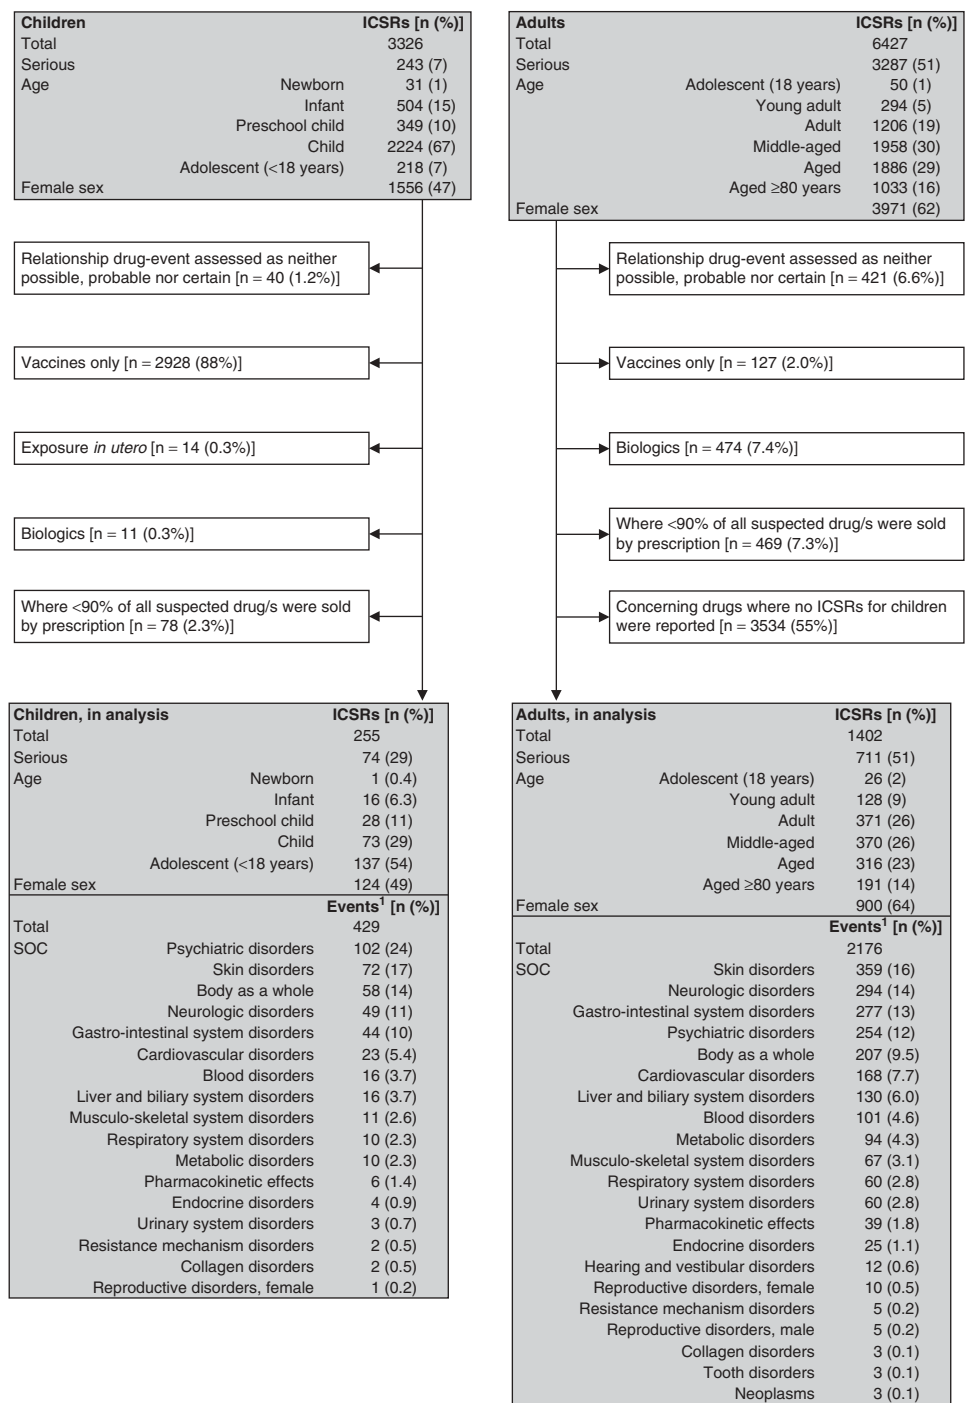 Children ICSRs [n (%)]
Total 3326
Serious 243 (7)
Age Newborn 31 (1)
Infant 504 (15)
Preschool child 349 (10)
Child 2224 (67)
Adolescent (<18 years) 218 (7)
Female sex 1556 (47)
Relationship drug-event assessed as neither
possible, probable nor certain [n = 40 (1.2%)]
Vaccines only [n = 2928 (88%)]
Exposure in utero [n = 14 (0.3%)]
Biologics [n = 11 (0.3%)]
Where <90% of all suspected drug/s were sold
by prescription [n = 78 (2.3%)]
Children, in analysis ICSRs [n (%)]
Total 255
Serious 74 (29)
Age Newborn 1 (0.4)
Infant 16 (6.3)
Preschool child 28 (11)
Child 73 (29)
Adolescent (<18 years) 137 (54)
Female sex 124 (49)
Events¹ [n (%)]
Total 429
SOC Psychiatric disorders 102 (24)
Skin disorders 72 (17)
Body as a whole 58 (14)
Neurologic disorders 49 (11)
Gastro-intestinal system disorders 44 (10)
Cardiovascular disorders 23 (5.4)
Blood disorders 16 (3.7)
Liver and biliary system disorders 16 (3.7)
Musculo-skeletal system disorders 11 (2.6)
Respiratory system disorders 10 (2.3)
Metabolic disorders 10 (2.3)
Pharmacokinetic effects 6 (1.4)
Endocrine disorders 4 (0.9)
Urinary system disorders 3 (0.7)
Resistance mechanism disorders 2 (0.5)
Collagen disorders 2 (0.5)
Reproductive disorders, female 1 (0.2)
Adults ICSRs [n (%)]
Total 6427
Serious 3287 (51)
Age Adolescent (18 years) 50 (1)
Young adult 294 (5)
Adult 1206 (19)
Middle-aged 1958 (30)
Aged 1886 (29)
Aged ≥80 years 1033 (16)
Female sex 3971 (62)
Relationship drug-event assessed as neither
possible, probable nor certain [n = 421 (6.6%)]
Vaccines only [n = 127 (2.0%)]
Biologics [n = 474 (7.4%)]
Where <90% of all suspected drug/s were sold
by prescription [n = 469 (7.3%)]
Concerning drugs where no ICSRs for children
were reported [n = 3534 (55%)]
Adults, in analysis ICSRs [n (%)]
Total 1402
Serious 711 (51)
Age Adolescent (18 years) 26 (2)
Young adult 128 (9)
Adult 371 (26)
Middle-aged 370 (26)
Aged 316 (23)
Aged ≥80 years 191 (14)
Female sex 900 (64)
Events¹ [n (%)]
Total 2176
SOC Skin disorders 359 (16)
Neurologic disorders 294 (14)
Gastro-intestinal system disorders 277 (13)
Psychiatric disorders 254 (12)
Body as a whole 207 (9.5)
Cardiovascular disorders 168 (7.7)
Liver and biliary system disorders 130 (6.0)
Blood disorders 101 (4.6)
Metabolic disorders 94 (4.3)
Musculo-skeletal system disorders 67 (3.1)
Respiratory system disorders 60 (2.8)
Urinary system disorders 60 (2.8)
Pharmacokinetic effects 39 (1.8)
Endocrine disorders 25 (1.1)
Hearing and vestibular disorders 12 (0.6)
Reproductive disorders, female 10 (0.5)
Resistance mechanism disorders 5 (0.2)
Reproductive disorders, male 5 (0.2)
Collagen disorders 3 (0.1)
Tooth disorders 3 (0.1)
Neoplasms 3 (0.1)